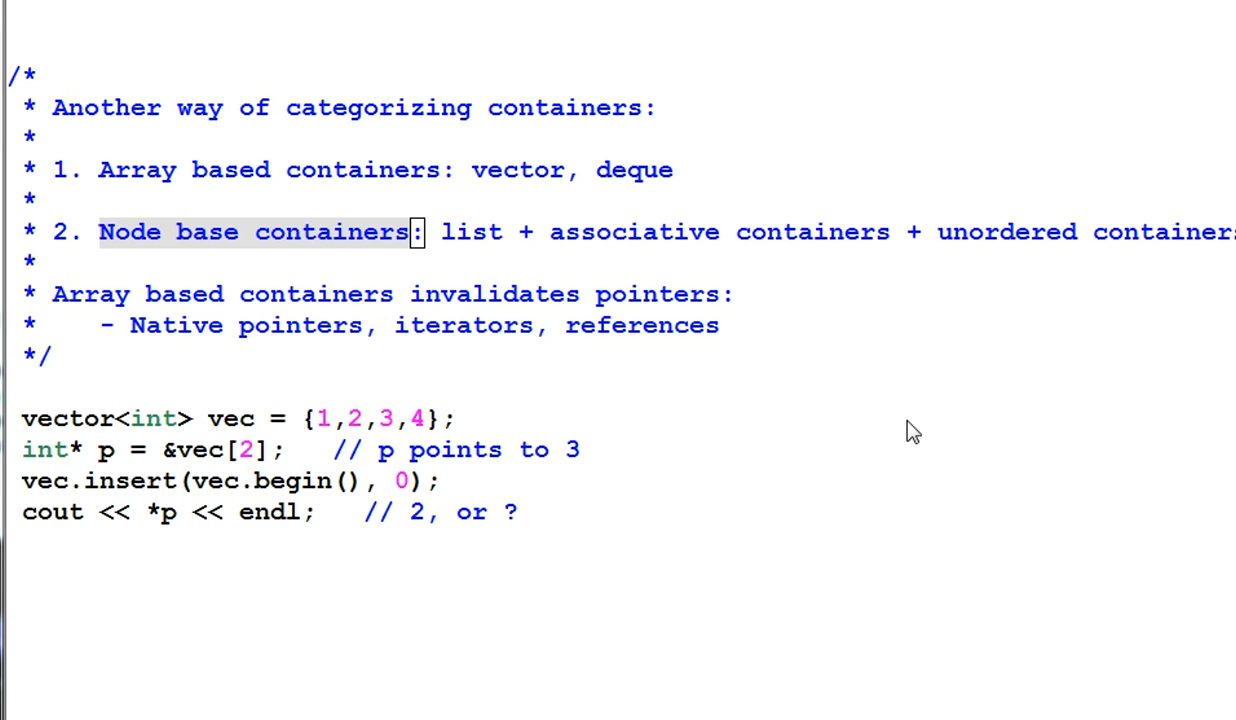 /*
* Another way of categorizing containers:
*
* 1. Array based containers: vector, deque
*
* 2. Node base containers: list + associative containers + unordered containers
*
* Array based containers invalidates pointers:
*    - Native pointers, iterators, references
*/
vector<int> vec = {1,2,3,4};
int* p = &vec[2];   // p points to 3
vec.insert(vec.begin(), 0);
cout << *p << endl;   // 2, or ?